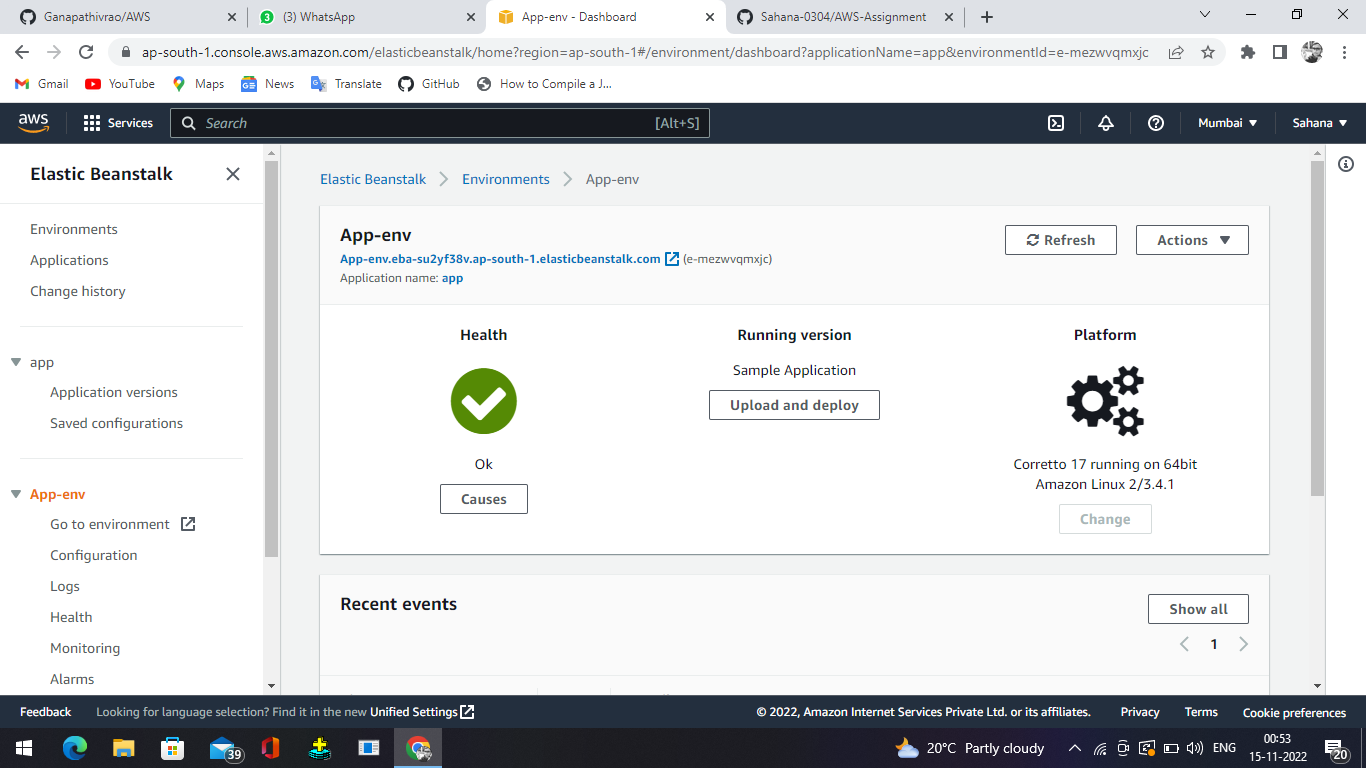 Ganapathivrao/AWS
(3) WhatsApp
App-env - Dashboard
Sahana-0304/AWS-Assignment
ap-south-1.console.aws.amazon.com/elasticbeanstalk/home?region=ap-south-1#/environment/dashboard?applicationName=app&environmentId=e-mezwvqmxjc
Gmail
YouTube
Maps
News
Translate
GitHub
How to Compile a J...
aws
Services
Search
[Alt+S]
Mumbai
Sahana
Elastic Beanstalk
Environments
Applications
Change history
app
Application versions
Saved configurations
App-env
Go to environment
Configuration
Logs
Health
Monitoring
Alarms
Elastic Beanstalk
Environments
App-env
App-env
App-env.eba-su2yf38v.ap-south-1.elasticbeanstalk.com (e-mezwvqmxjc)
Application name: app
Refresh
Actions
Health
Ok
Causes
Running version
Sample Application
Upload and deploy
Platform
Corretto 17 running on 64bit
Amazon Linux 2/3.4.1
Change
Recent events
Show all
1
Feedback
Looking for language selection? Find it in the new Unified Settings
© 2022, Amazon Internet Services Private Ltd. or its affiliates.
Privacy
Terms
Cookie preferences
39
20°C Partly cloudy
ENG
00:53
15-11-2022
20